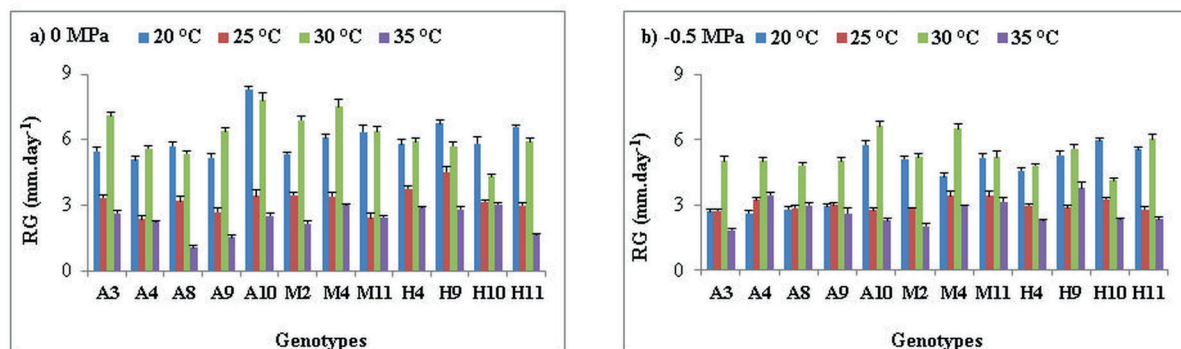 a) 0 MPa 20 °C 25 °C 30 °C 35 °C
9
6
3
0
RG (mm.day-1)
A3 A4 A8 A9 A10 M2 M4 M11 H4 H9 H10 H11
Genotypes
b) -0.5 MPa 20 °C 25 °C 30 °C 35 °C
9
6
3
0
RG (mm.day-1)
A3 A4 A8 A9 A10 M2 M4 M11 H4 H9 H10 H11
Genotypes